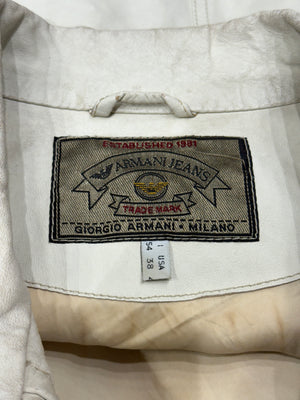 ESTABLISHED 1981
ARMANI JEANS
TRADE MARK
GIORGIO ARMANI • MILANO
I USA
54 38